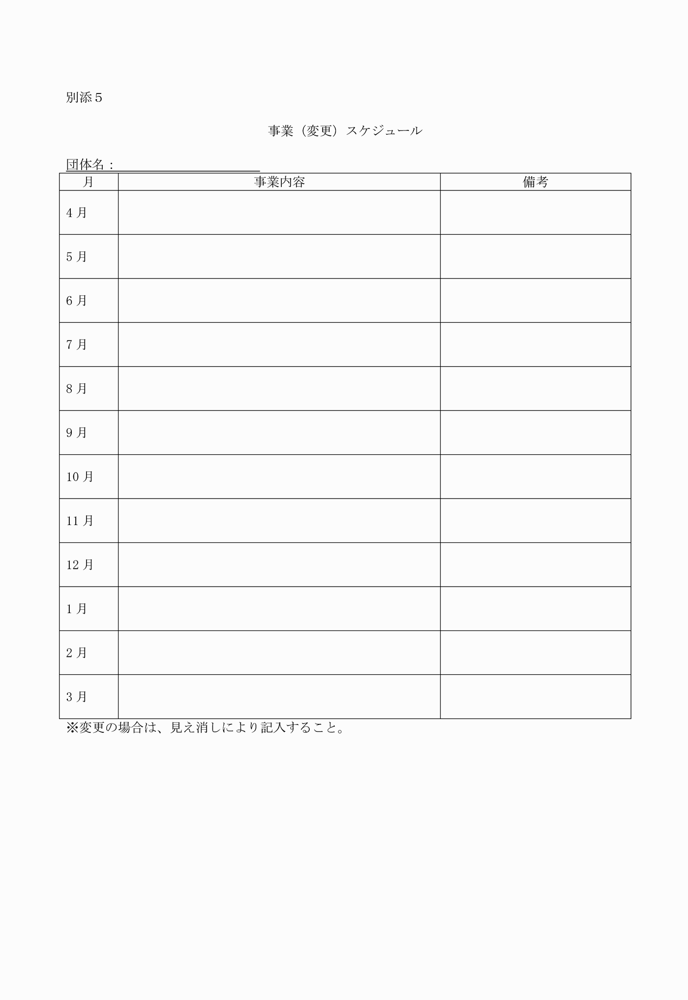 別添５
事業（変更）スケジュール
団体名：
月 事業内容 備考
4 月
5 月
6 月
7 月
8 月
9 月
10 月
11 月
12 月
1 月
2 月
3 月
※変更の場合は、見え消しにより記入すること。